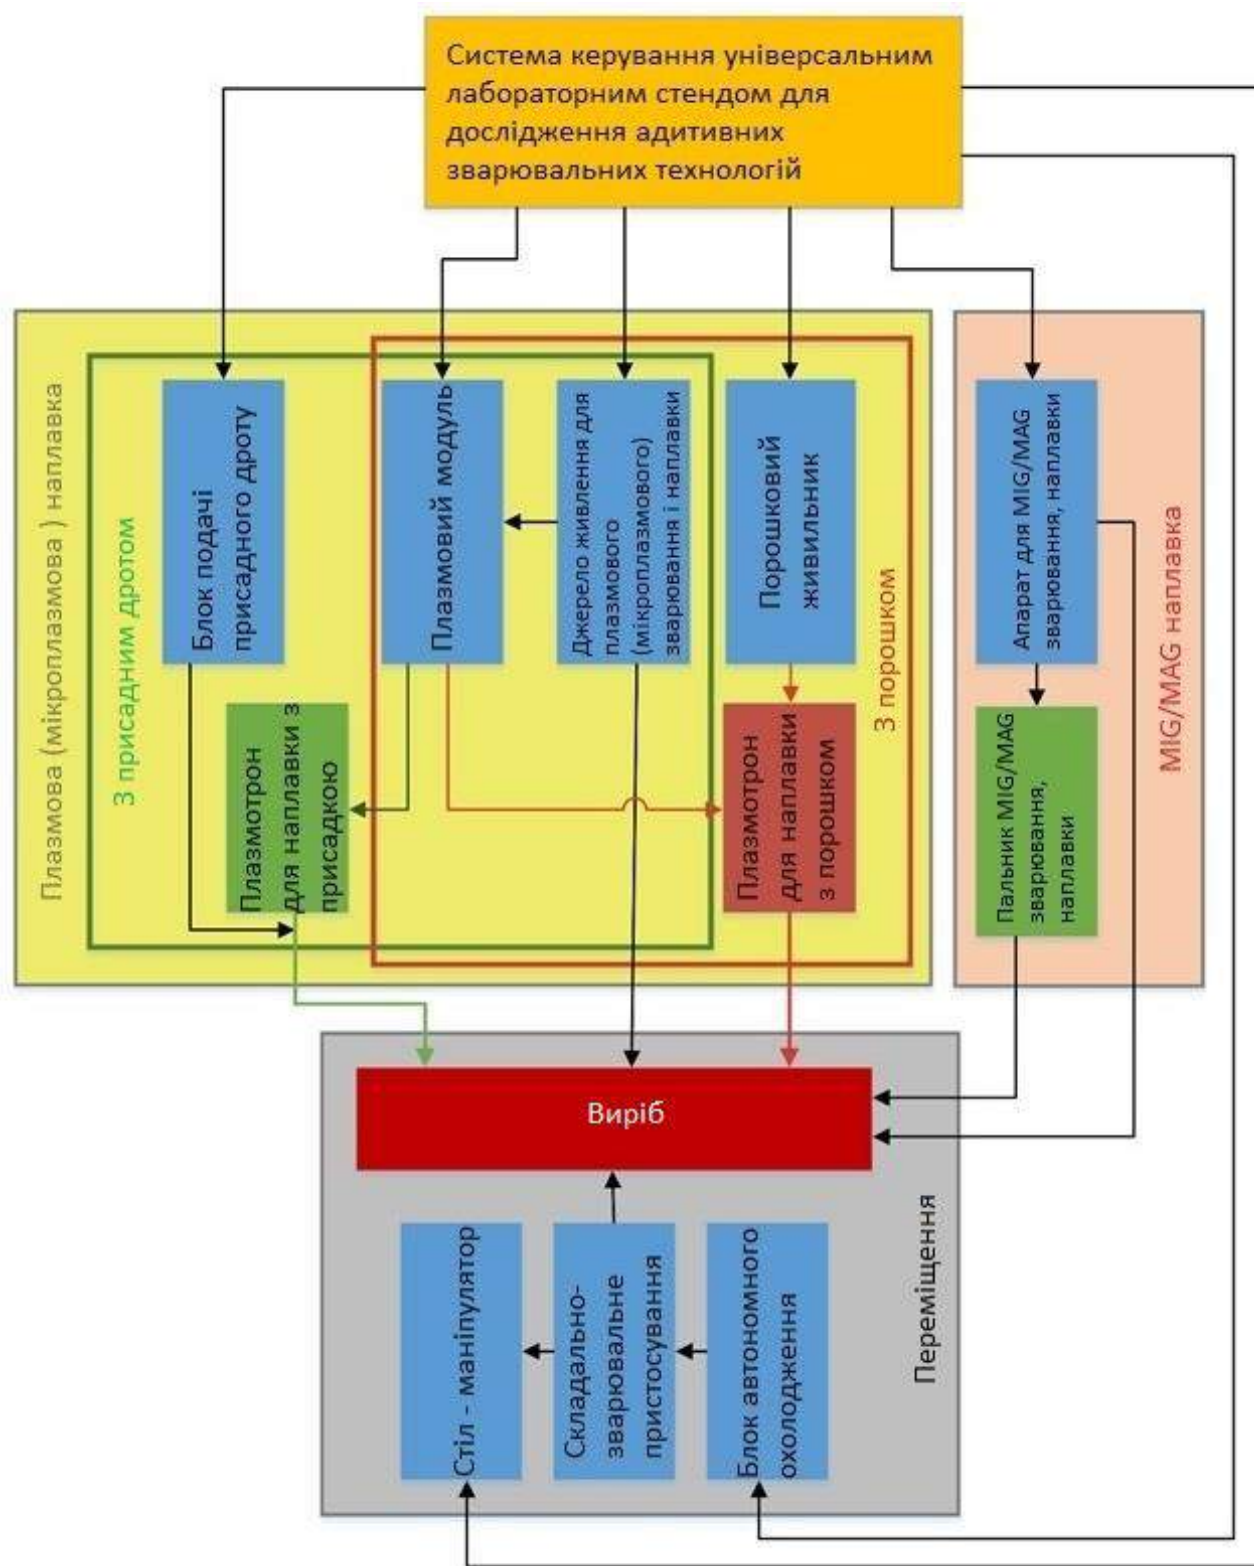 Система керування універсальним
лабораторним стендом для
дослідження адитивних
зварювальних технологій
Плазмова (мікроплазмова ) наплавка
З присадним дротом
Блок подачі
присадного дроту
Плазмовий модуль
Джерело живлення для
плазмового
(мікроплазмового)
зварювання і наплавки
Порошковий
живильник
З порошком
Апарат для MIG/MAG
зварювання, наплавки
MIG/MAG наплавка
Плазмотрон
для наплавки з
присадкою
Плазмотрон
для наплавки
з порошком
Пальник MIG/MAG
зварювання,
наплавки
Виріб
Стіл - маніпулятор
Складально-
зварювальне
пристосування
Блок автономного
охолодження
Переміщення